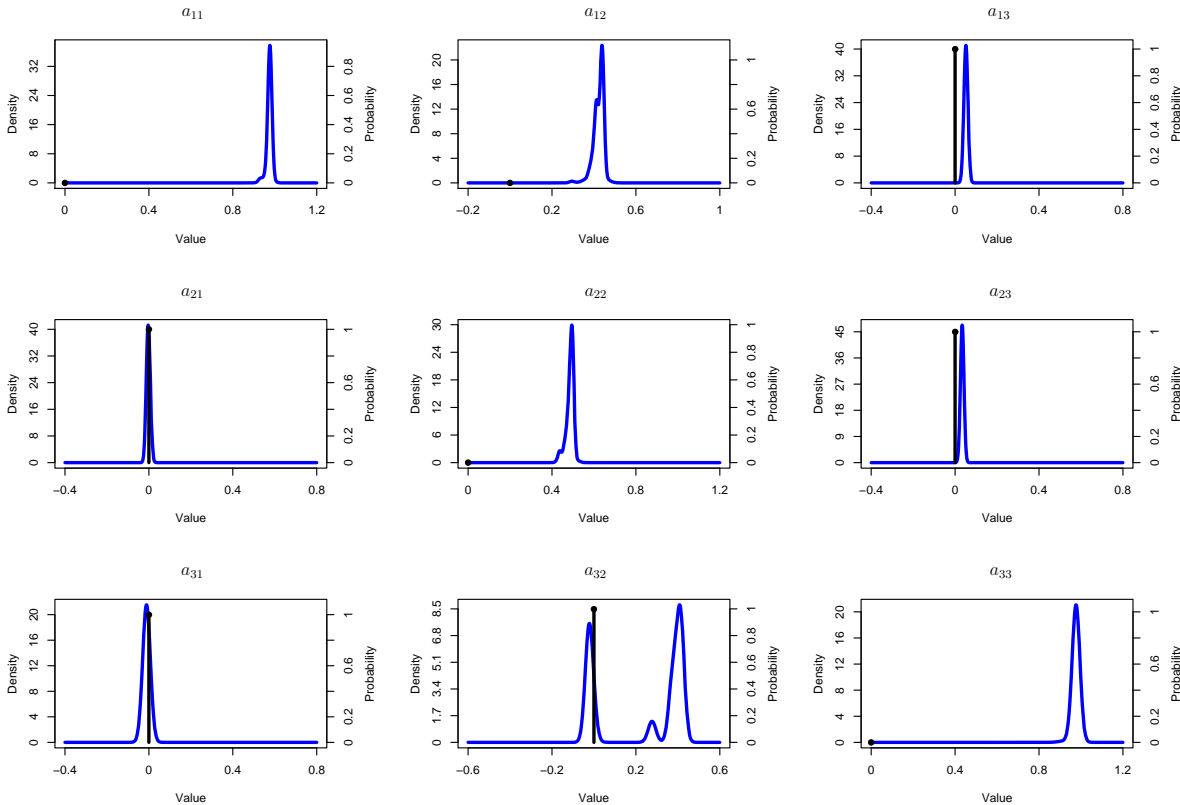 a11 a12 a13
Density 0 8 16 24 32
Probability 0 0.2 0.4 0.6 0.8
0 0.4 0.8 1.2
Value
Density 0 4 8 12 16 20
Probability 0 0.2 0.6 1
−0.2 0.2 0.6 1
Value
Density 0 8 16 24 32 40
Probability 0 0.2 0.6 1
−0.4 0 0.4 0.8
Value
a21 a22 a23
Density 0 8 16 24 32 40
Probability 0 0.2 0.6 1
−0.4 0 0.4 0.8
Value
Density 0 6 12 18 24 30
Probability 0 0.2 0.4 0.6 0.8 1
0 0.4 0.8 1.2
Value
Density 0 9 18 27 36 45
Probability 0 0.2 0.6 1
−0.4 0 0.4 0.8
Value
a31 a32 a33
Density 0 4 8 12 16 20
Probability 0 0.2 0.6 1
−0.4 0 0.4 0.8
Value
Density 0 1.7 3.4 5.1 6.8 8.5
Probability 0 0.2 0.4 0.6 0.8 1
−0.6 −0.2 0.2 0.6
Value
Density 0 4 8 12 16 20
Probability 0 0.2 0.6 1
0 0.4 0.8 1.2
Value